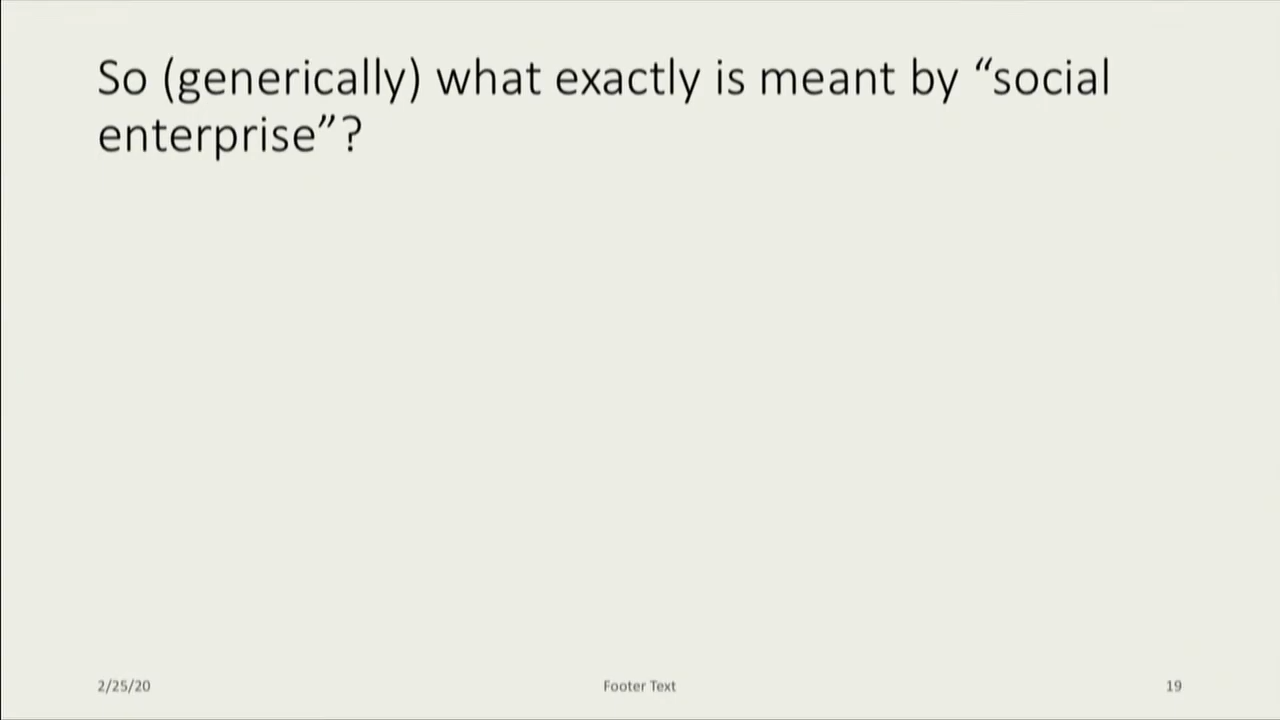 So (generically) what exactly is meant by “social
enterprise”?
2/25/20
Footer Text
19